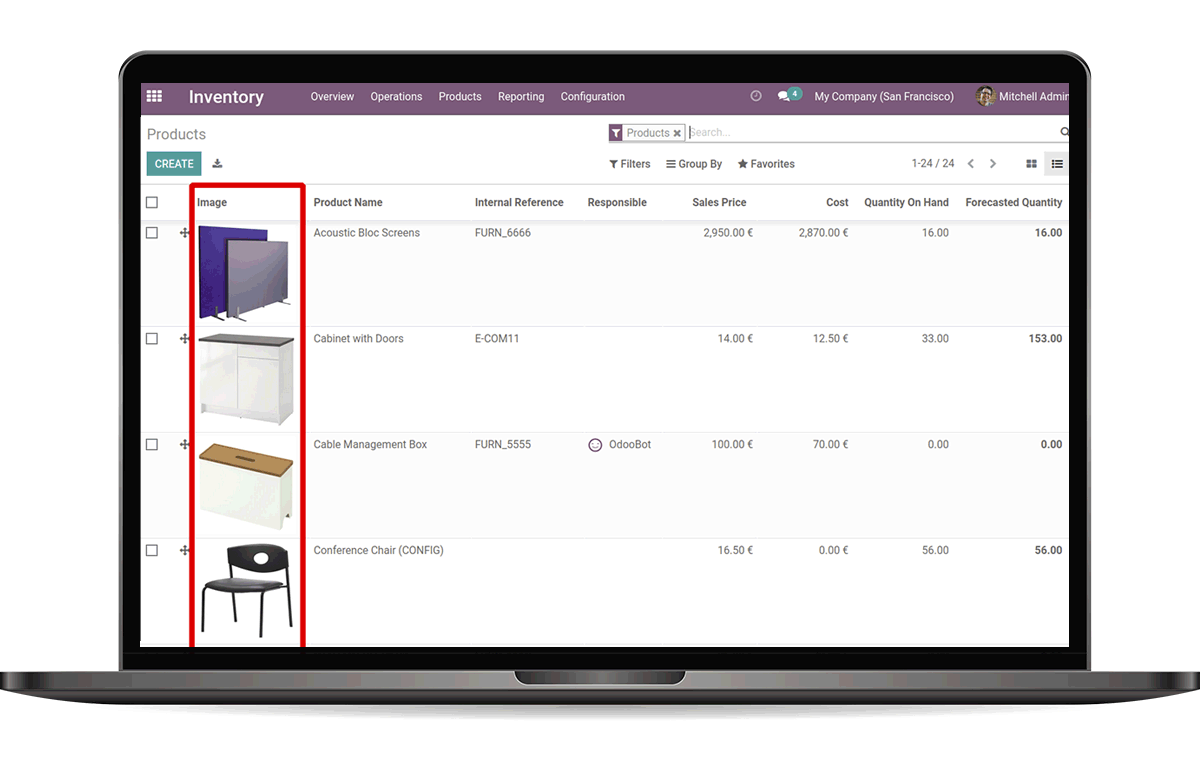 Inventory Overview Operations Products Reporting Configuration 4 My Company (San Francisco) Mitchell Admin
Products Products Search...
CREATE Filters Group By Favorites 1-24 / 24
Image Product Name Internal Reference Responsible Sales Price Cost Quantity On Hand Forecasted Quantity
Acoustic Bloc Screens FURN_6666 2,950.00 € 2,870.00 € 16.00 16.00
Cabinet with Doors E-COM11 14.00 € 12.50 € 33.00 153.00
Cable Management Box FURN_5555 OdooBot 100.00 € 70.00 € 0.00 0.00
Conference Chair (CONFIG) 16.50 € 0.00 € 56.00 56.00